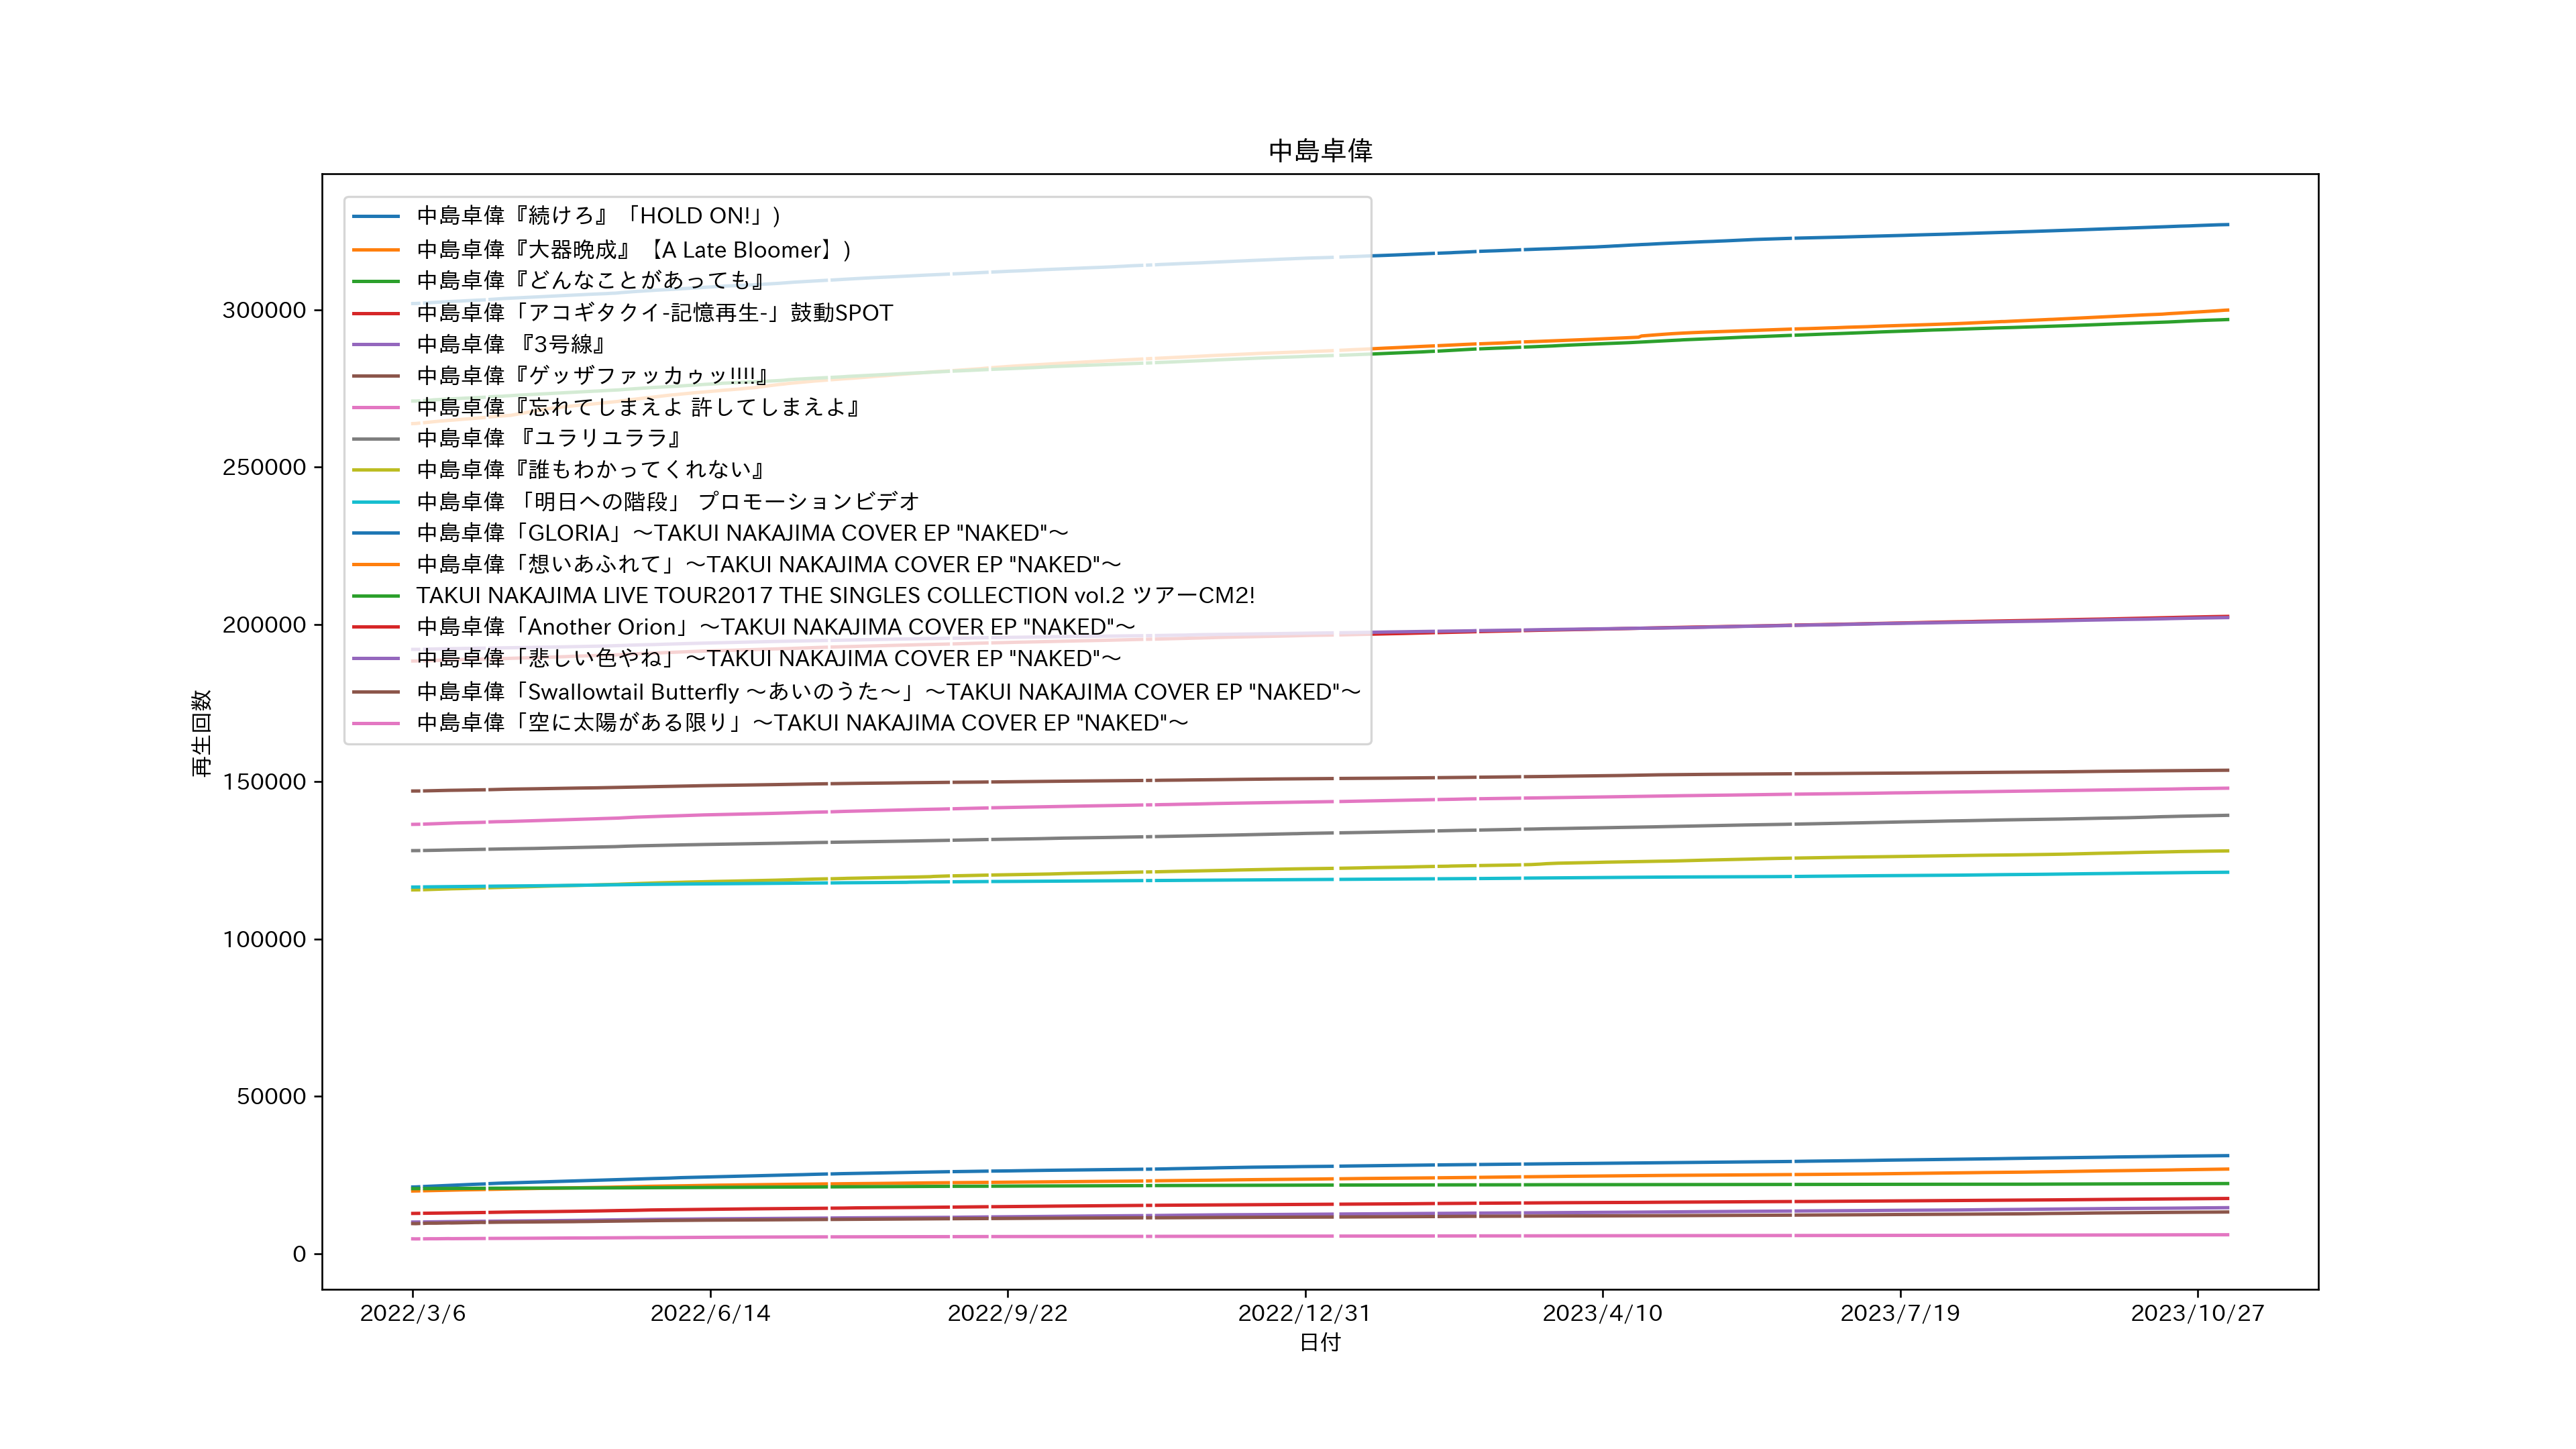 中島卓偉
中島卓偉『続けろ』「HOLD ON!」)
中島卓偉『大器晩成』【A Late Bloomer】)
中島卓偉『どんなことがあっても』
中島卓偉「アコギタクイ-記憶再生-」鼓動SPOT
中島卓偉 『3号線』
中島卓偉『ゲッザファッカゥッ!!!!』
中島卓偉『忘れてしまえよ 許してしまえよ』
中島卓偉 『ユラリユララ』
中島卓偉『誰もわかってくれない』
中島卓偉 「明日への階段」 プロモーションビデオ
中島卓偉「GLORIA」～TAKUI NAKAJIMA COVER EP "NAKED"～
中島卓偉「想いあふれて」～TAKUI NAKAJIMA COVER EP "NAKED"～
TAKUI NAKAJIMA LIVE TOUR2017 THE SINGLES COLLECTION vol.2 ツアーCM2!
中島卓偉「Another Orion」～TAKUI NAKAJIMA COVER EP "NAKED"～
中島卓偉「悲しい色やね」～TAKUI NAKAJIMA COVER EP "NAKED"～
中島卓偉「Swallowtail Butterfly ～あいのうた～」～TAKUI NAKAJIMA COVER EP "NAKED"～
中島卓偉「空に太陽がある限り」～TAKUI NAKAJIMA COVER EP "NAKED"～
再生回数
300000
250000
200000
150000
100000
50000
0
2022/3/6 2022/6/14 2022/9/22 2022/12/31 2023/4/10 2023/7/19 2023/10/27
日付